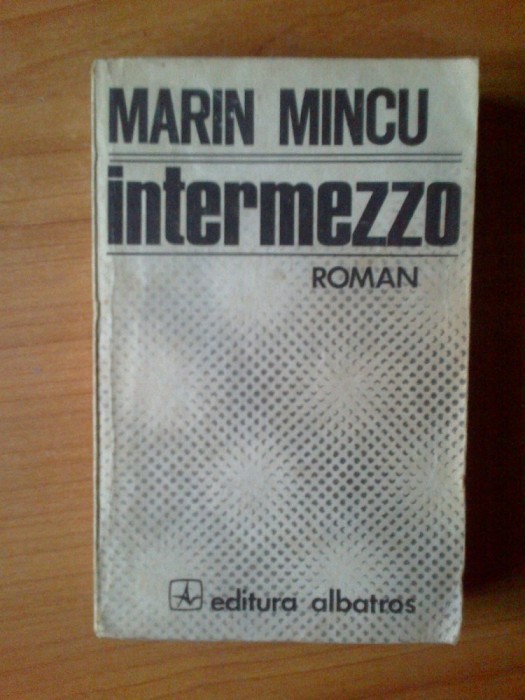 MARIN MINCU
intermezzo
ROMAN
editura albatros